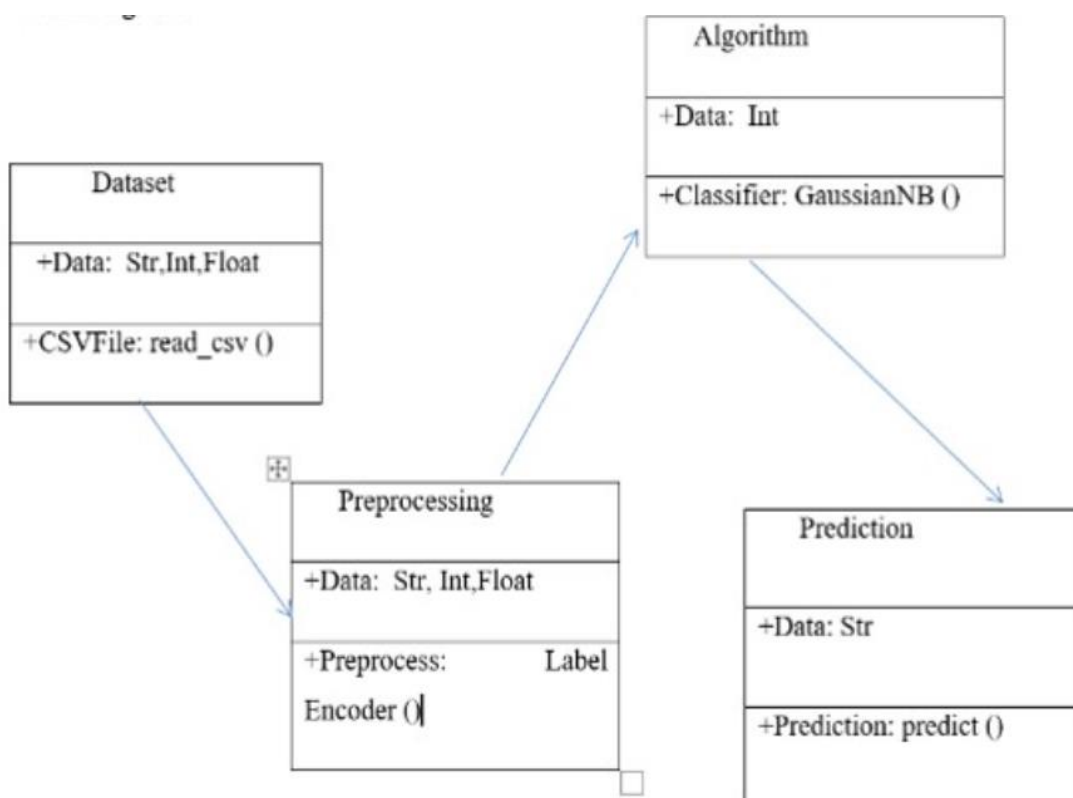 Dataset
+Data: Str,Int,Float
+CSVFile: read_csv ()
Preprocessing
+Data: Str, Int,Float
+Preprocess: Label
Encoder ()
Algorithm
+Data: Int
+Classifier: GaussianNB ()
Prediction
+Data: Str
+Prediction: predict ()